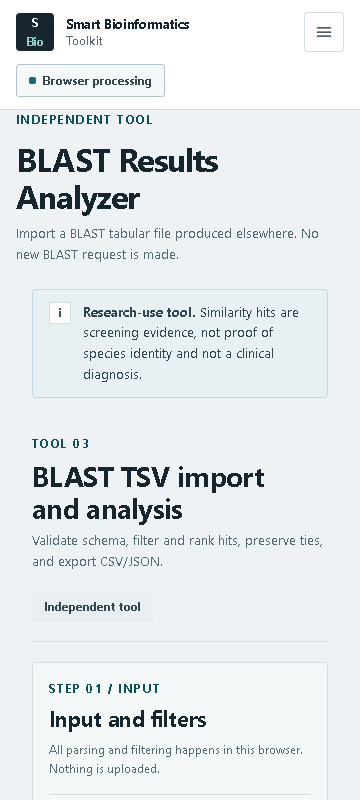 S
Bio
Smart Bioinformatics
Toolkit
Browser processing
INDEPENDENT TOOL
BLAST Results
Analyzer
Import a BLAST tabular file produced elsewhere. No
new BLAST request is made.
i
Research-use tool. Similarity hits are
screening evidence, not proof of
species identity and not a clinical
diagnosis.
TOOL 03
BLAST TSV import
and analysis
Validate schema, filter and rank hits, preserve ties,
and export CSV/JSON.
Independent tool
STEP 01 / INPUT
Input and filters
All parsing and filtering happens in this browser.
Nothing is uploaded.